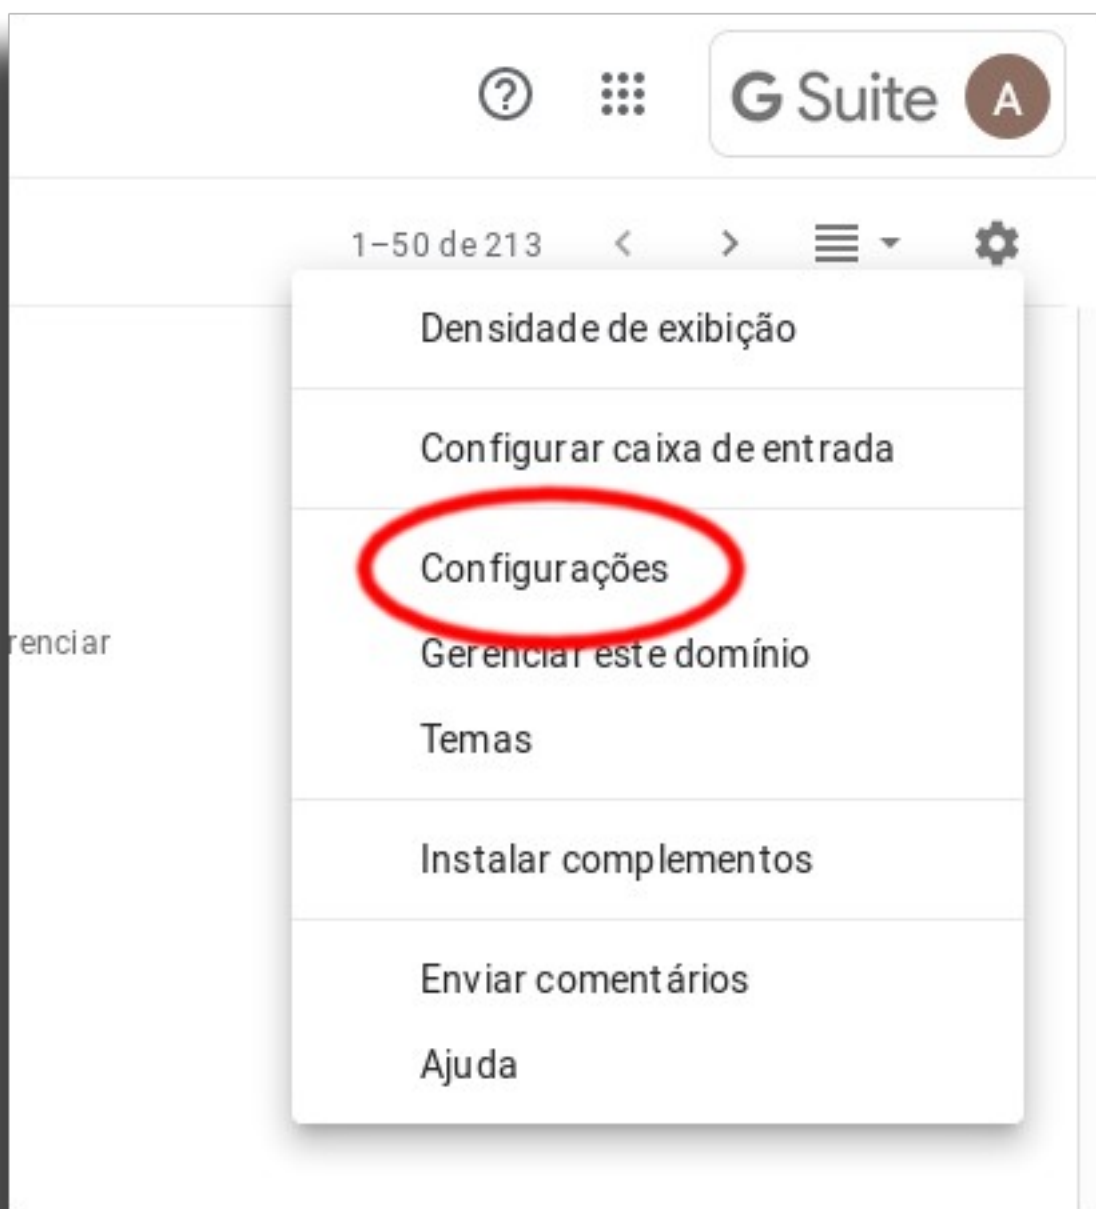 G Suite A
1–50 de 213
Densidade de exibição
Configurar caixa de entrada
Configurações
renciar
Gerenciar este domínio
Temas
Instalar complementos
Enviar comentários
Ajuda